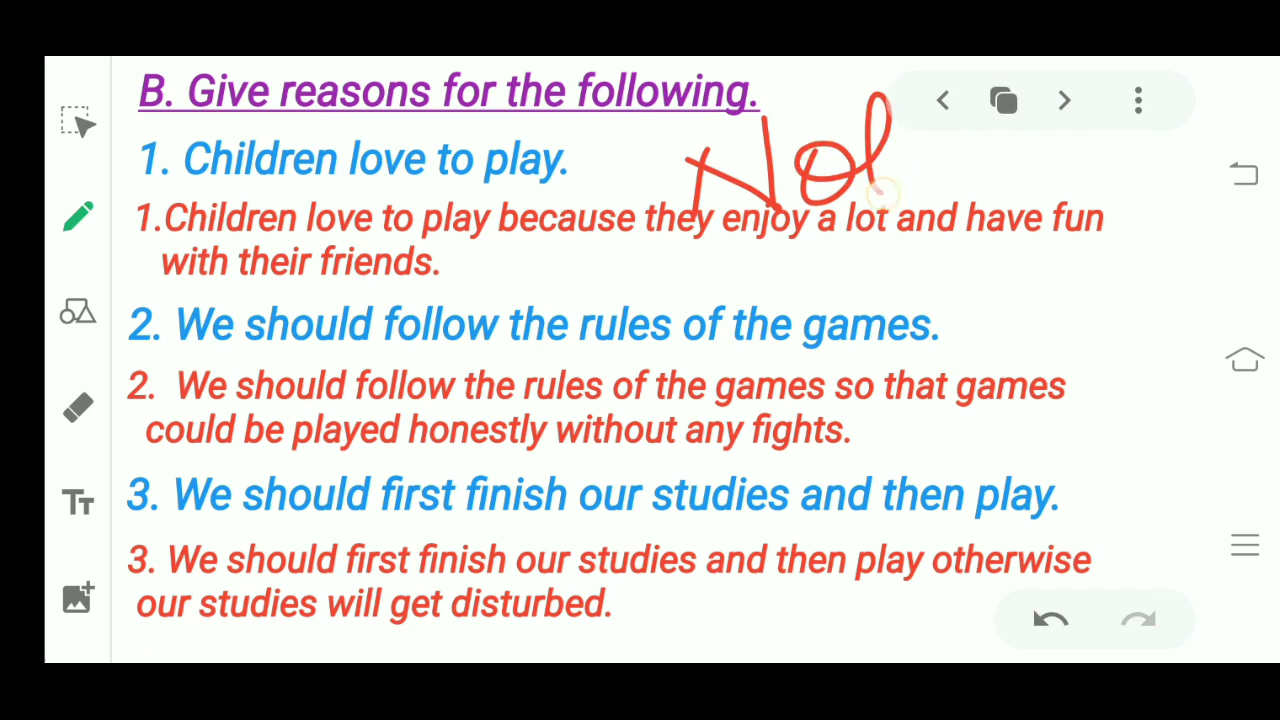 B. Give reasons for the following.
1. Children love to play.
1.Children love to play because they enjoy a lot and have fun
with their friends.
2. We should follow the rules of the games.
2. We should follow the rules of the games so that games
could be played honestly without any fights.
3. We should first finish our studies and then play.
3. We should first finish our studies and then play otherwise
our studies will get disturbed.
Tт